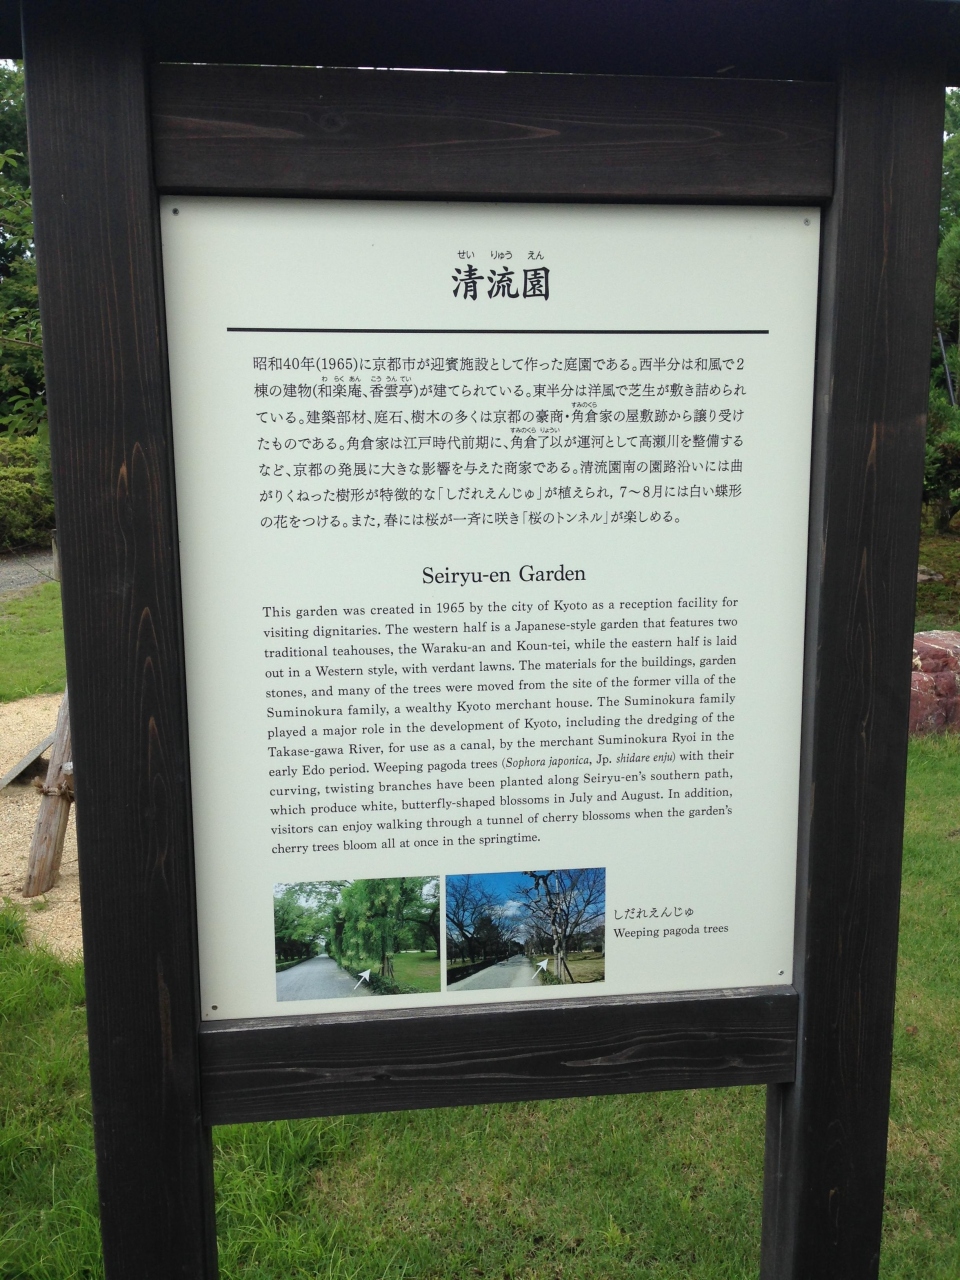 せい りゅう えん
清流園
昭和40年(1965)に京都市が迎賓施設として作った庭園である。西半分は和風で2
わ らく あん こう うん てい
棟の建物(和楽庵、香雲亭)が建てられている。東半分は洋風で芝生が敷き詰められ
すみのくら
ている。建築部材、庭石、樹木の多くは京都の豪商・角倉家の屋敷跡から譲り受け
すみのくら りょうい
たものである。角倉家は江戸時代前期に、角倉了以が運河として高瀬川を整備する
など、京都の発展に大きな影響を与えた商家である。清流園南の園路沿いには曲
がりくねった樹形が特徴的な「しだれえんじゅ」が植えられ, 7～8月には白い蝶形
の花をつける。また, 春には桜が一斉に咲き「桜のトンネル」が楽しめる。
Seiryu-en Garden
This garden was created in 1965 by the city of Kyoto as a reception facility for
visiting dignitaries. The western half is a Japanese-style garden that features two
traditional teahouses, the Waraku-an and Koun-tei, while the eastern half is laid
out in a Western style, with verdant lawns. The materials for the buildings, garden
stones, and many of the trees were moved from the site of the former villa of the
Suminokura family, a wealthy Kyoto merchant house. The Suminokura family
played a major role in the development of Kyoto, including the dredging of the
Takase-gawa River, for use as a canal, by the merchant Suminokura Ryoi in the
early Edo period. Weeping pagoda trees (Sophora japonica, Jp. shidare enju) with their
curving, twisting branches have been planted along Seiryu-en's southern path,
which produce white, butterfly-shaped blossoms in July and August. In addition,
visitors can enjoy walking through a tunnel of cherry blossoms when the garden's
cherry trees bloom all at once in the springtime.
しだれえんじゅ
Weeping pagoda trees